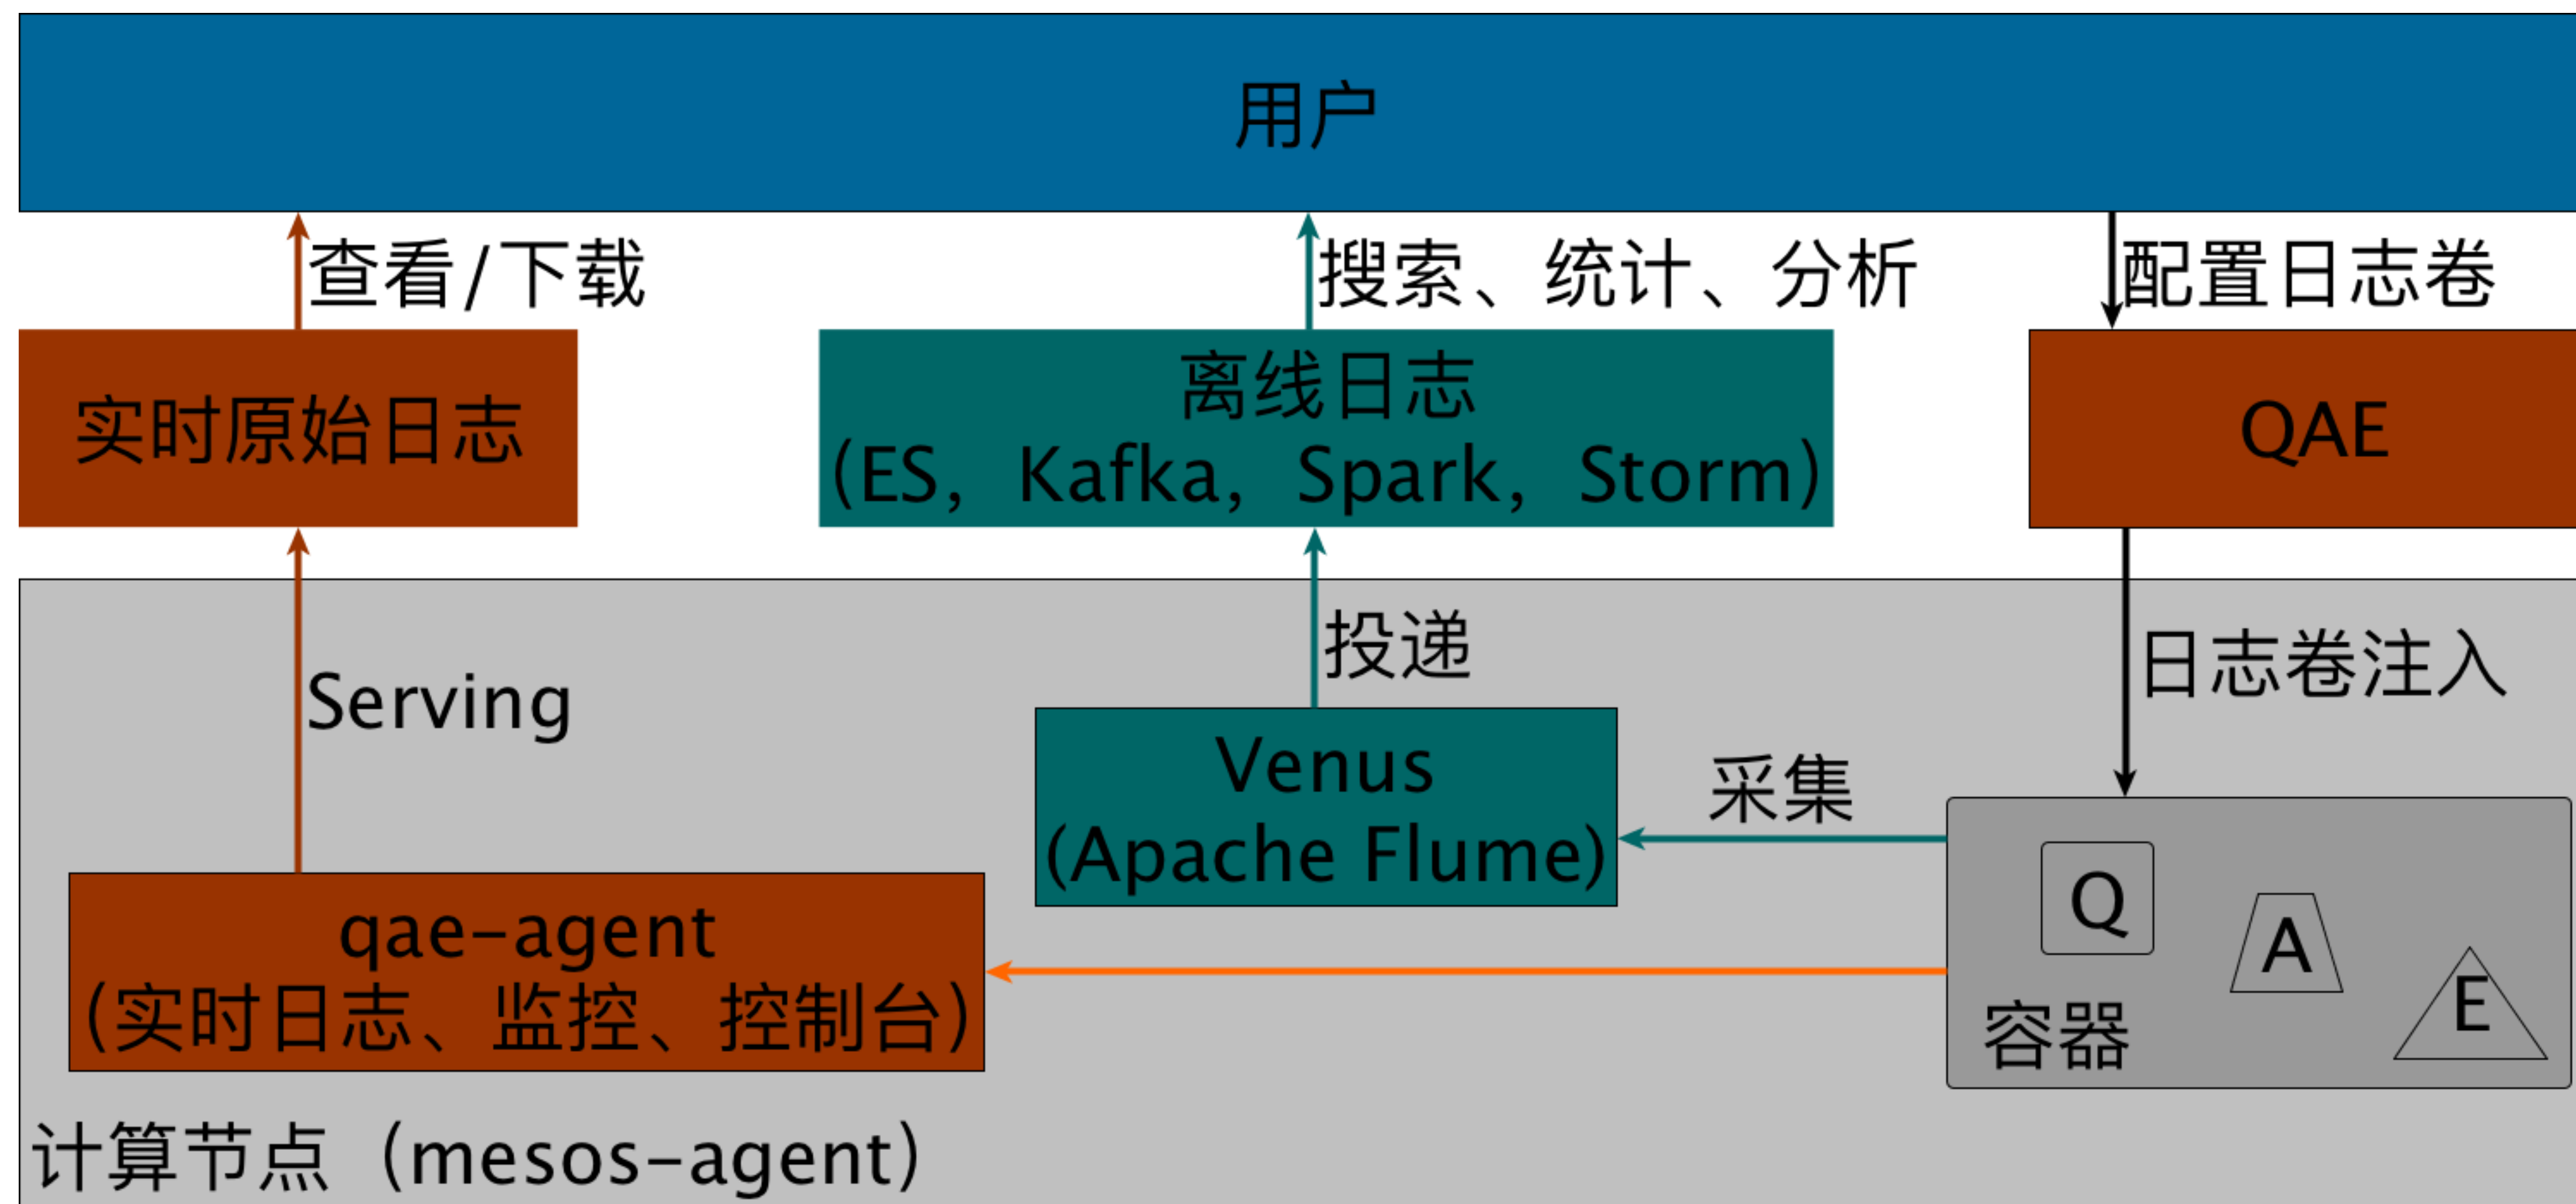 用户
查看/下载
搜索、统计、分析
配置日志卷
实时原始日志
离线日志
(ES，Kafka，Spark，Storm)
QAE
Serving
投递
日志卷注入
Venus
(Apache Flume)
采集
qae-agent
(实时日志、监控、控制台)
Q
A
E
容器
计算节点（mesos-agent）